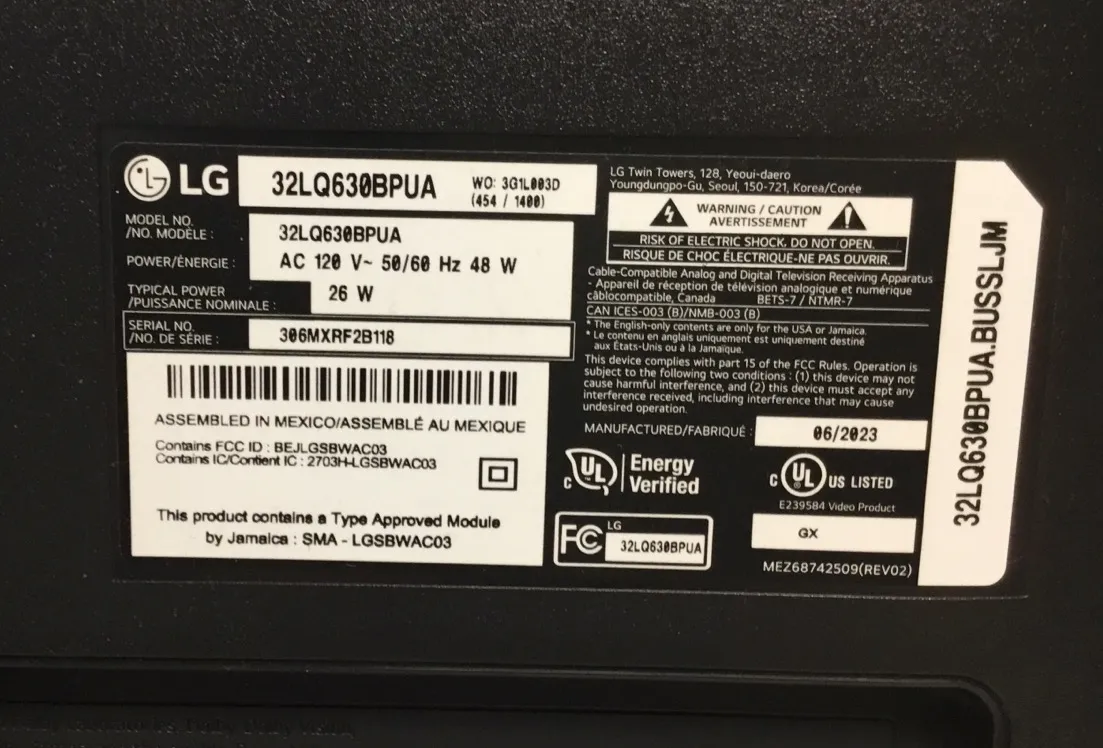 LG 32LQ630BPUA WO: 3G1L003D
(454 / 1400)
MODEL NO.
/NO. MODÈLE : 32LQ630BPUA
POWER/ÉNERGIE : AC 120 V~ 50/60 Hz 48 W
TYPICAL POWER
/PUISSANCE NOMINALE : 26 W
SERIAL NO.
/NO. DE SÉRIE : 306MXRF2B118
ASSEMBLED IN MEXICO/ASSEMBLÉ AU MEXIQUE
Contains FCC ID : BEJLGSBWAC03
Contains IC/Contient IC : 2703H-LGSBWAC03
This product contains a Type Approved Module
by Jamaica : SMA - LGSBWAC03
LG Twin Towers, 128, Yeoui-daero
Youngdungpo-Gu, Seoul, 150-721, Korea/Corée
WARNING / CAUTION
AVERTISSEMENT
RISK OF ELECTRIC SHOCK, DO NOT OPEN.
RISQUE DE CHOC ÉLECTRIQUE-NE PAS OUVRIR.
Cable-Compatible Analog and Digital Television Receiving Apparatus
- Appareil de réception de télévision analogique et numérique
câblocompatible, Canada BETS-7 / NTMR-7
CAN ICES-003 (B)/NMB-003 (B)
* The English-only contents are only for the USA or Jamaica.
* Le contenu en anglais uniquement est uniquement destiné
aux États-Unis ou à la Jamaïque.
This device complies with part 15 of the FCC Rules. Operation is
subject to the following two conditions : (1) this device may not
cause harmful interference, and (2) this device must accept any
interference received, including interference that may cause
undesired operation.
MANUFACTURED/FABRIQUÉ : 06/2023
C UL Energy
Verified
C UL US LISTED
E239584 Video Product
FC LG
32LQ630BPUA
GX
MEZ68742509(REV02)
32LQ630BPUA.BUSSLJM